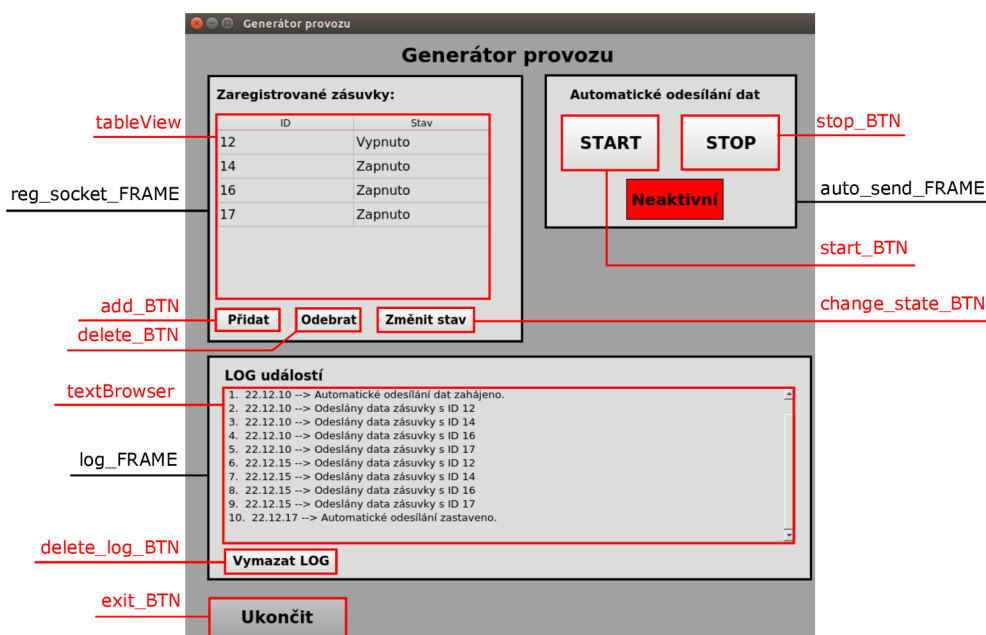 Generátor provozu
Generátor provozu
Zaregistrované zásuvky:
Automatické odesílání dat
tableView
ID Stav
12 Vypnuto
14 Zapnuto
16 Zapnuto
17 Zapnuto
START STOP
stop_BTN
reg_socket_FRAME
Neaktivní
auto_send_FRAME
start_BTN
add_BTN
change_state_BTN
Přidat Odebrat Změnit stav
delete_BTN
LOG událostí
textBrowser
1. 22.12.10 --> Automatické odesílání dat zahájeno.
2. 22.12.10 --> Odeslány data zásuvky s ID 12
3. 22.12.10 --> Odeslány data zásuvky s ID 14
4. 22.12.10 --> Odeslány data zásuvky s ID 16
5. 22.12.10 --> Odeslány data zásuvky s ID 17
6. 22.12.15 --> Odeslány data zásuvky s ID 12
7. 22.12.15 --> Odeslány data zásuvky s ID 14
8. 22.12.15 --> Odeslány data zásuvky s ID 16
9. 22.12.15 --> Odeslány data zásuvky s ID 17
10. 22.12.17 --> Automatické odesílání zastaveno.
log_FRAME
delete_log_BTN
Vymazat LOG
exit_BTN
Ukončit